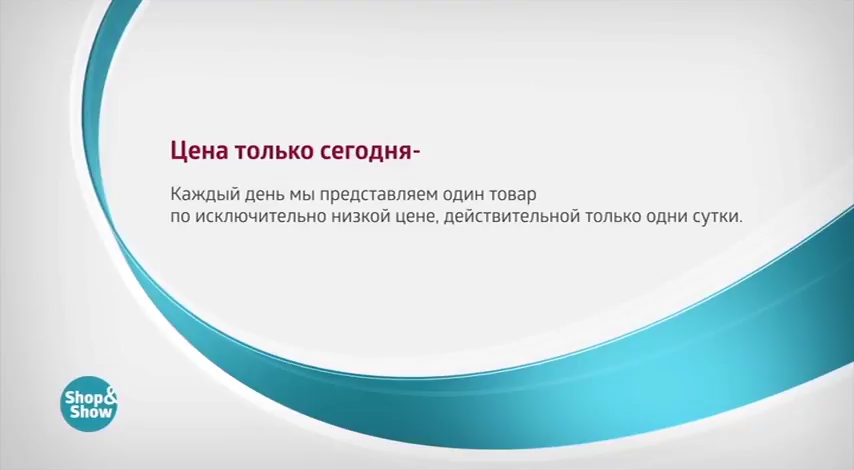 Цена только сегодня-
Каждый день мы представляем один товар
по исключительно низкой цене, действительной только одни сутки.
Shop&
Show